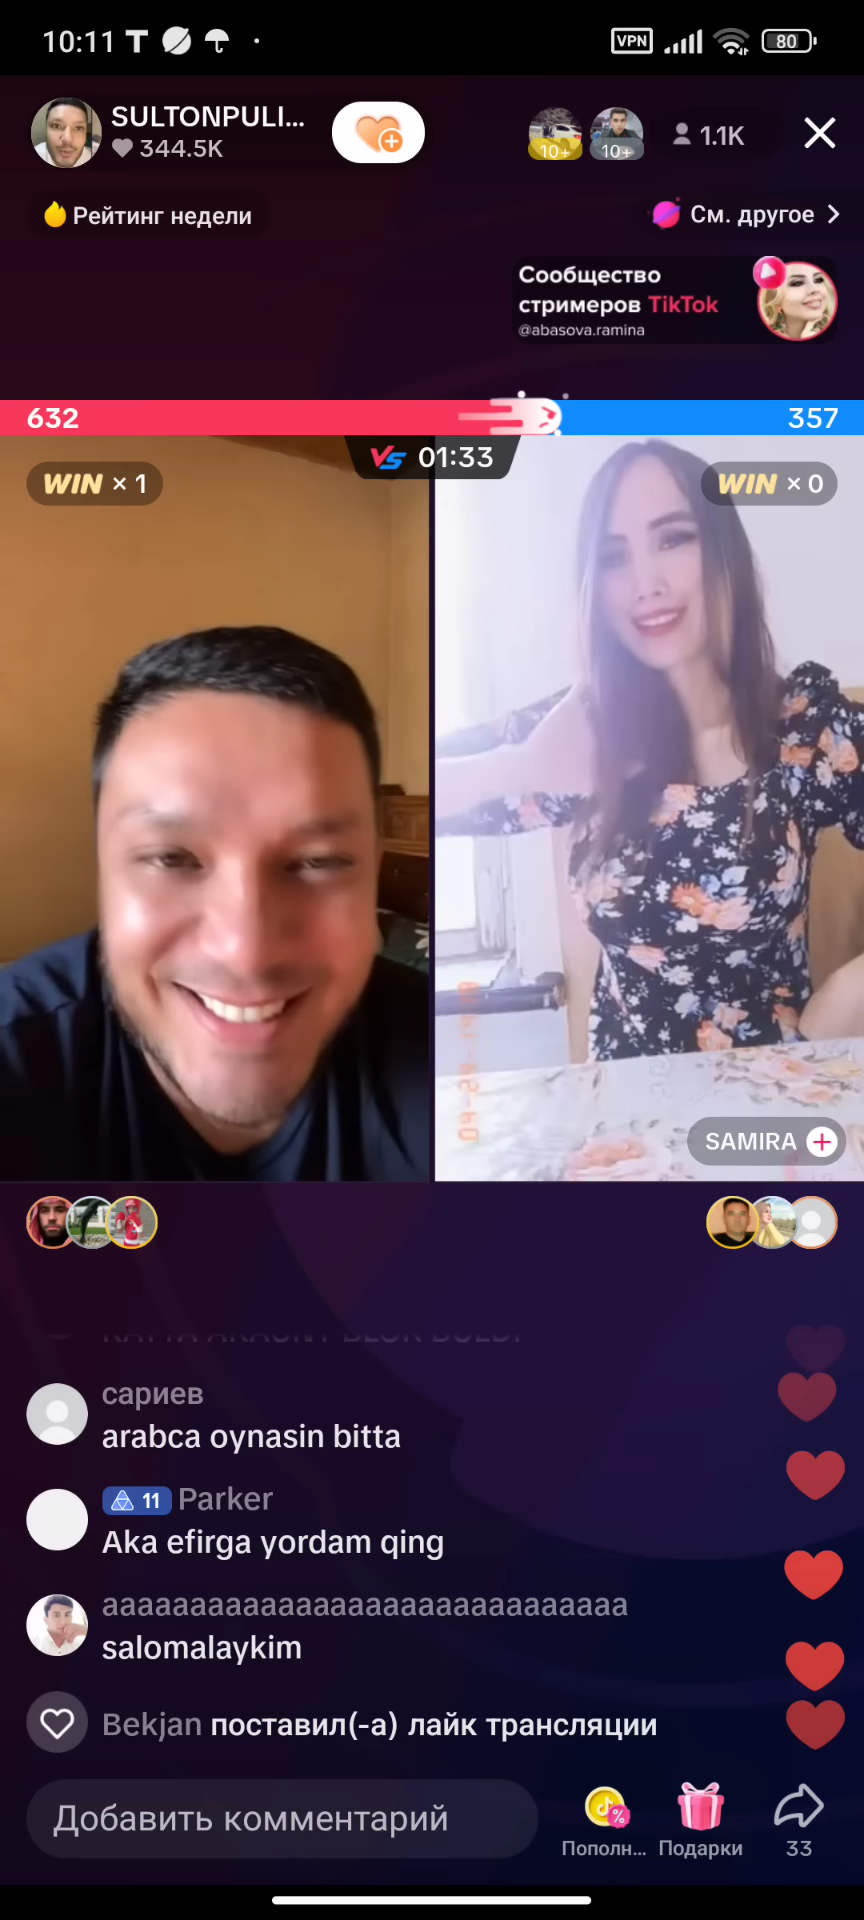 10:11
VPN
80
SULTONPULI...
344.5K
10+
10+
1.1K
Рейтинг недели
См. другое
Сообщество
стримеров TikTok
@abasova.ramina
632
357
VS 01:33
WIN × 1
WIN × 0
SAMIRA
сариев
arabca oynasin bitta
11 Parker
Aka efirga yordam qing
aaaaaaaaaaaaaaaaaaaaaaaaaaaaaa
salomalaykim
Bekjan поставил(-а) лайк трансляции
Добавить комментарий
Пополн...
Подарки
33